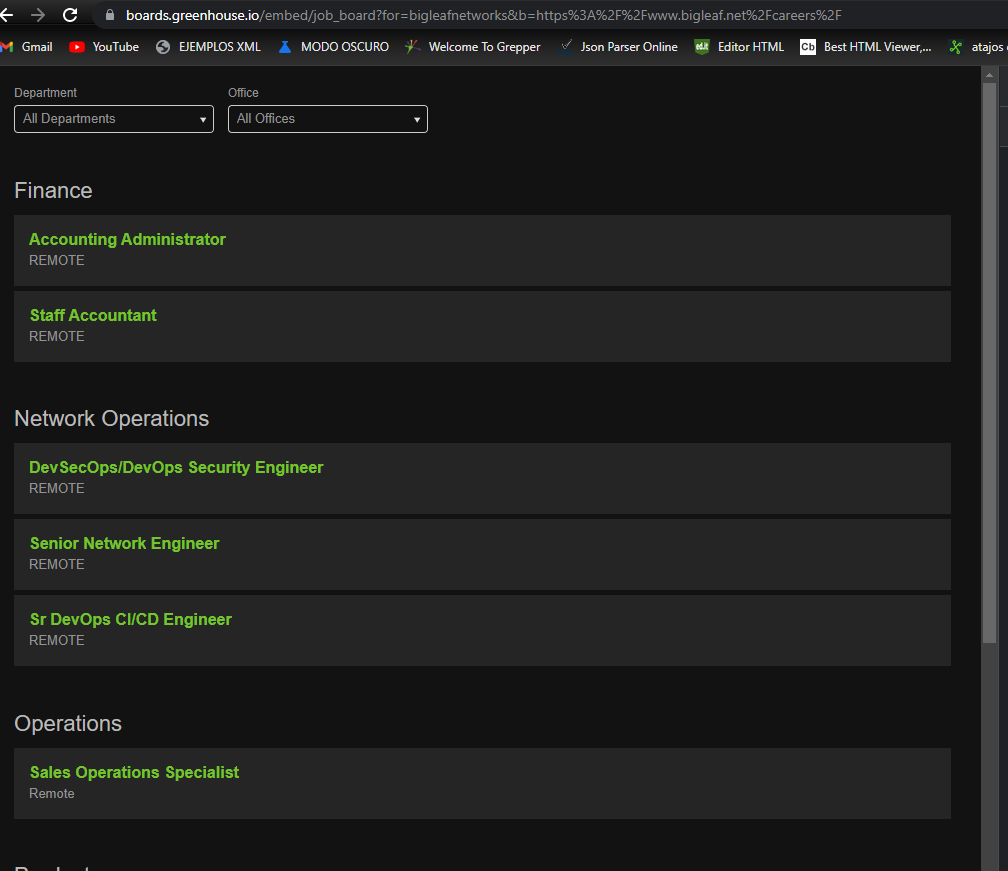 boards.greenhouse.io/embed/job_board?for=bigleafnetworks&b=https%3A%2F%2Fwww.bigleaf.net%2Fcareers%2F
Gmail YouTube EJEMPLOS XML MODO OSCURO Welcome To Grepper Json Parser Online edit Editor HTML Cb Best HTML Viewer,... atajos
Department Office
All Departments All Offices
Finance
Accounting Administrator
REMOTE
Staff Accountant
REMOTE
Network Operations
DevSecOps/DevOps Security Engineer
REMOTE
Senior Network Engineer
REMOTE
Sr DevOps CI/CD Engineer
REMOTE
Operations
Sales Operations Specialist
Remote